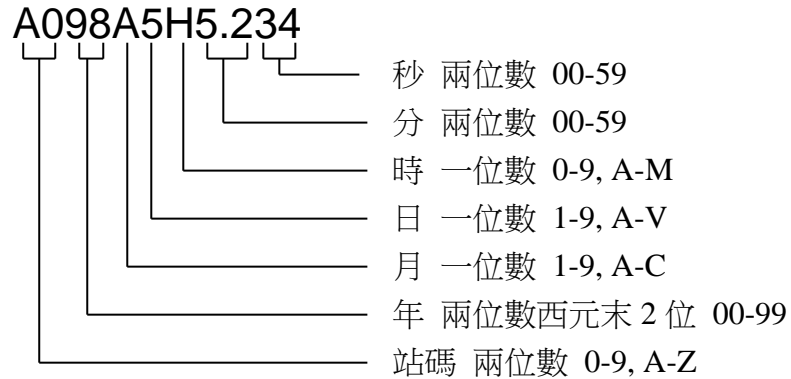 A098A5H5.234
秒 兩位數 00-59
分 兩位數 00-59
時 一位數 0-9, A-M
日 一位數 1-9, A-V
月 一位數 1-9, A-C
年 兩位數西元末 2 位 00-99
站碼 兩位數 0-9, A-Z